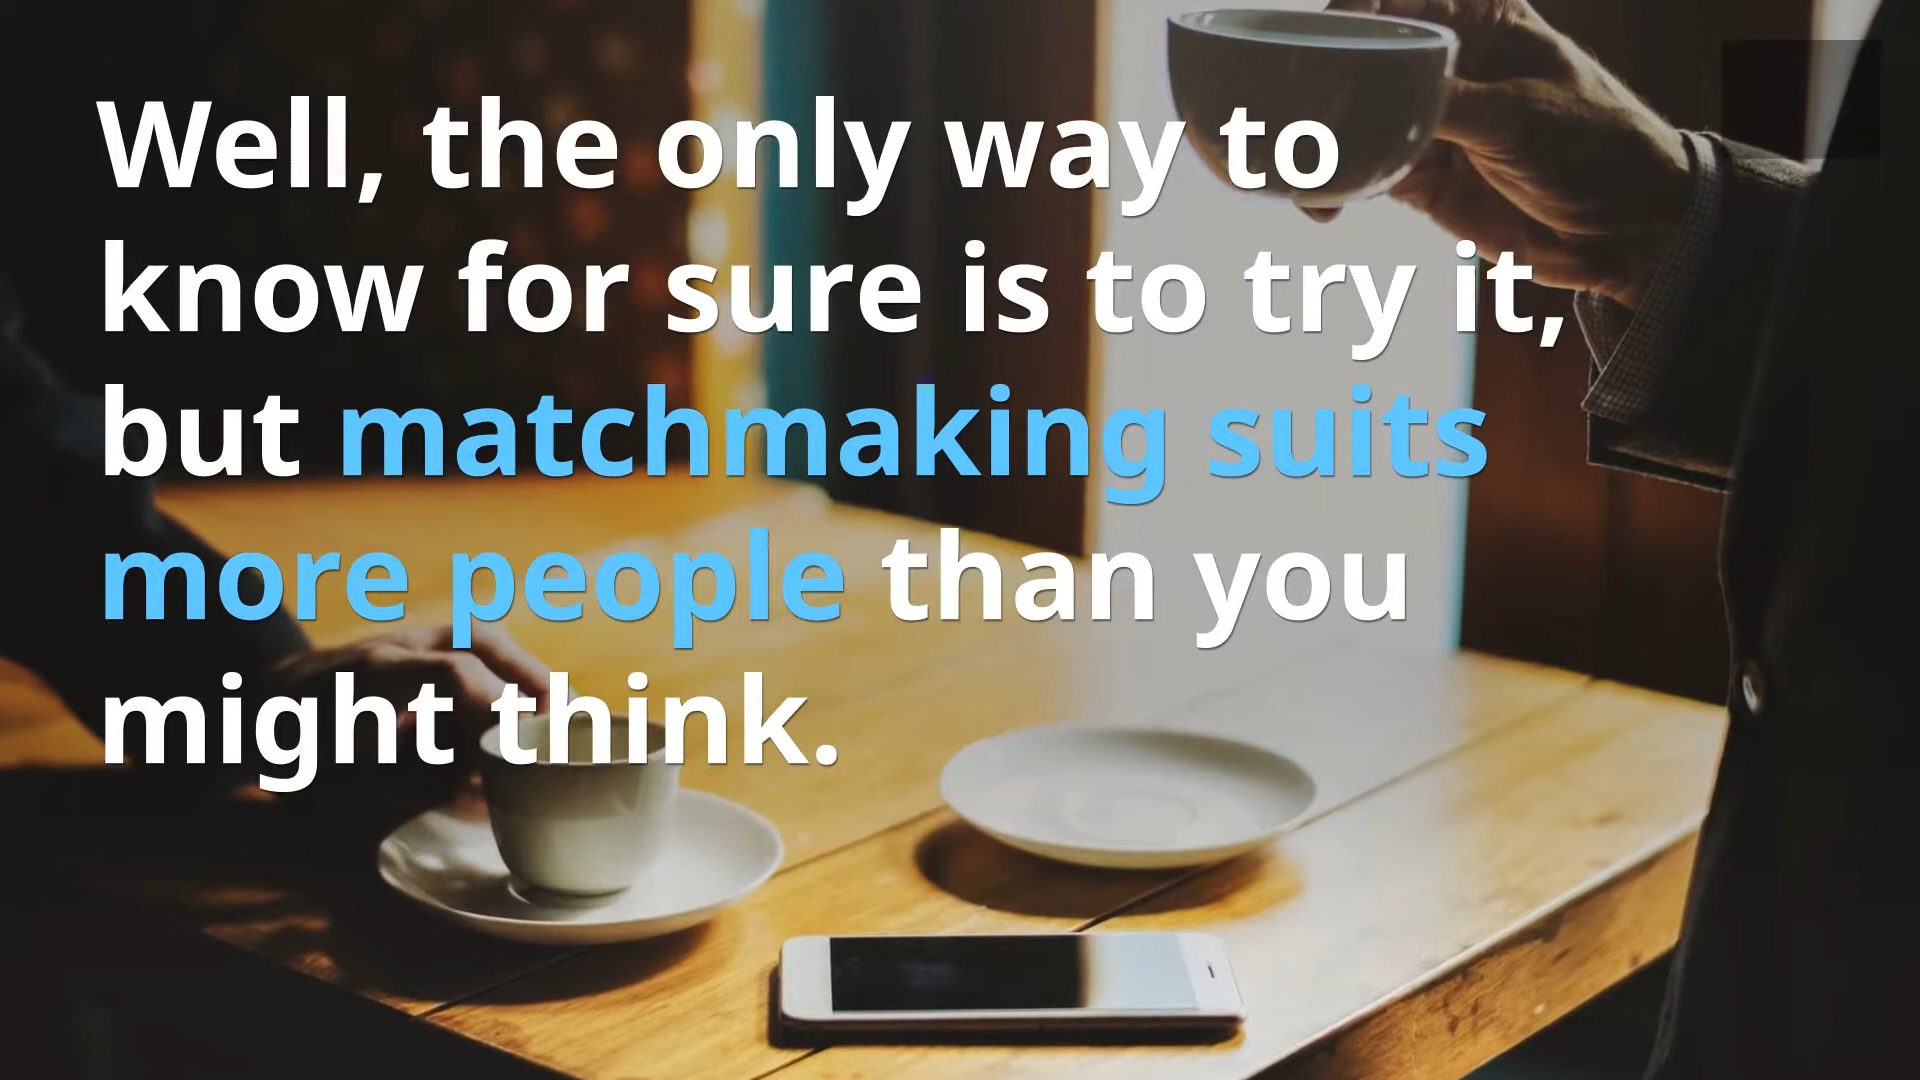 Well, the only way to
know for sure is to try it,
but matchmaking suits
more people than you
might think.